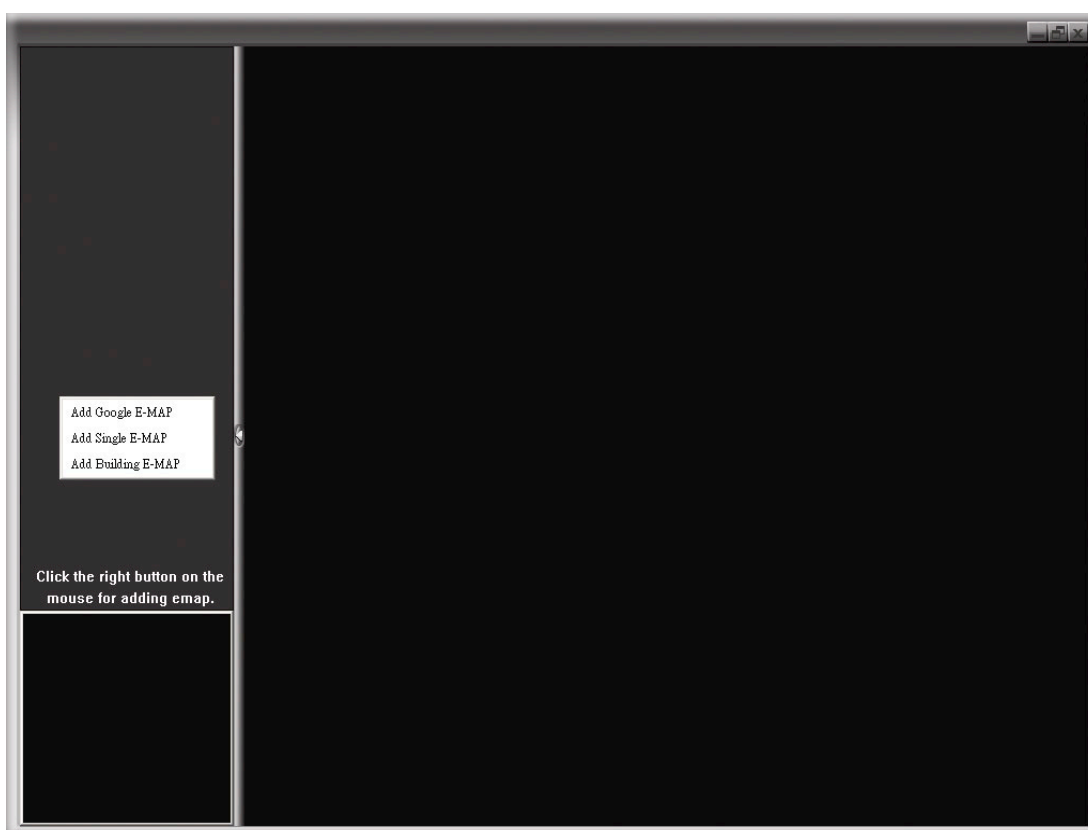 Add Google E-MAP
Add Single E-MAP
Add Building E-MAP
Click the right button on the
mouse for adding emap.